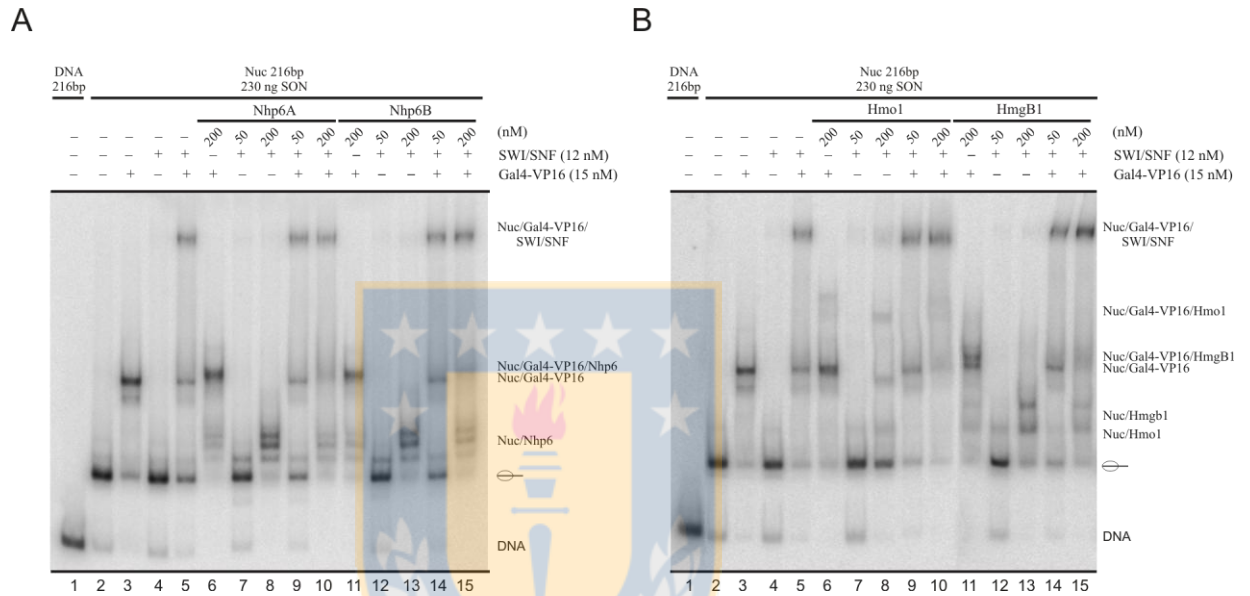 A
DNA
216bp
Nuc 216bp
230 ng SON
Nhp6A Nhp6B
– – – – – 200 50 200 50 200 200 50 200 50 200 (nM)
– – – + + – + + + + – + + + + SWI/SNF (12 nM)
– – + – + + – – + + + – – + + Gal4-VP16 (15 nM)
Nuc/Gal4-VP16/
SWI/SNF
Nuc/Gal4-VP16/Nhp6
Nuc/Gal4-VP16
Nuc/Nhp6
DNA
1 2 3 4 5 6 7 8 9 10 11 12 13 14 15
B
DNA
216bp
Nuc 216bp
230 ng SON
Hmo1 HmgB1
– – – – – 200 50 200 50 200 200 50 200 50 200 (nM)
– – – + + – + + + + – + + + + SWI/SNF (12 nM)
– – + – + + – – + + + – – + + Gal4-VP16 (15 nM)
Nuc/Gal4-VP16/
SWI/SNF
Nuc/Gal4-VP16/Hmo1
Nuc/Gal4-VP16/HmgB1
Nuc/Gal4-VP16
Nuc/Hmgb1
Nuc/Hmo1
DNA
1 2 3 4 5 6 7 8 9 10 11 12 13 14 15